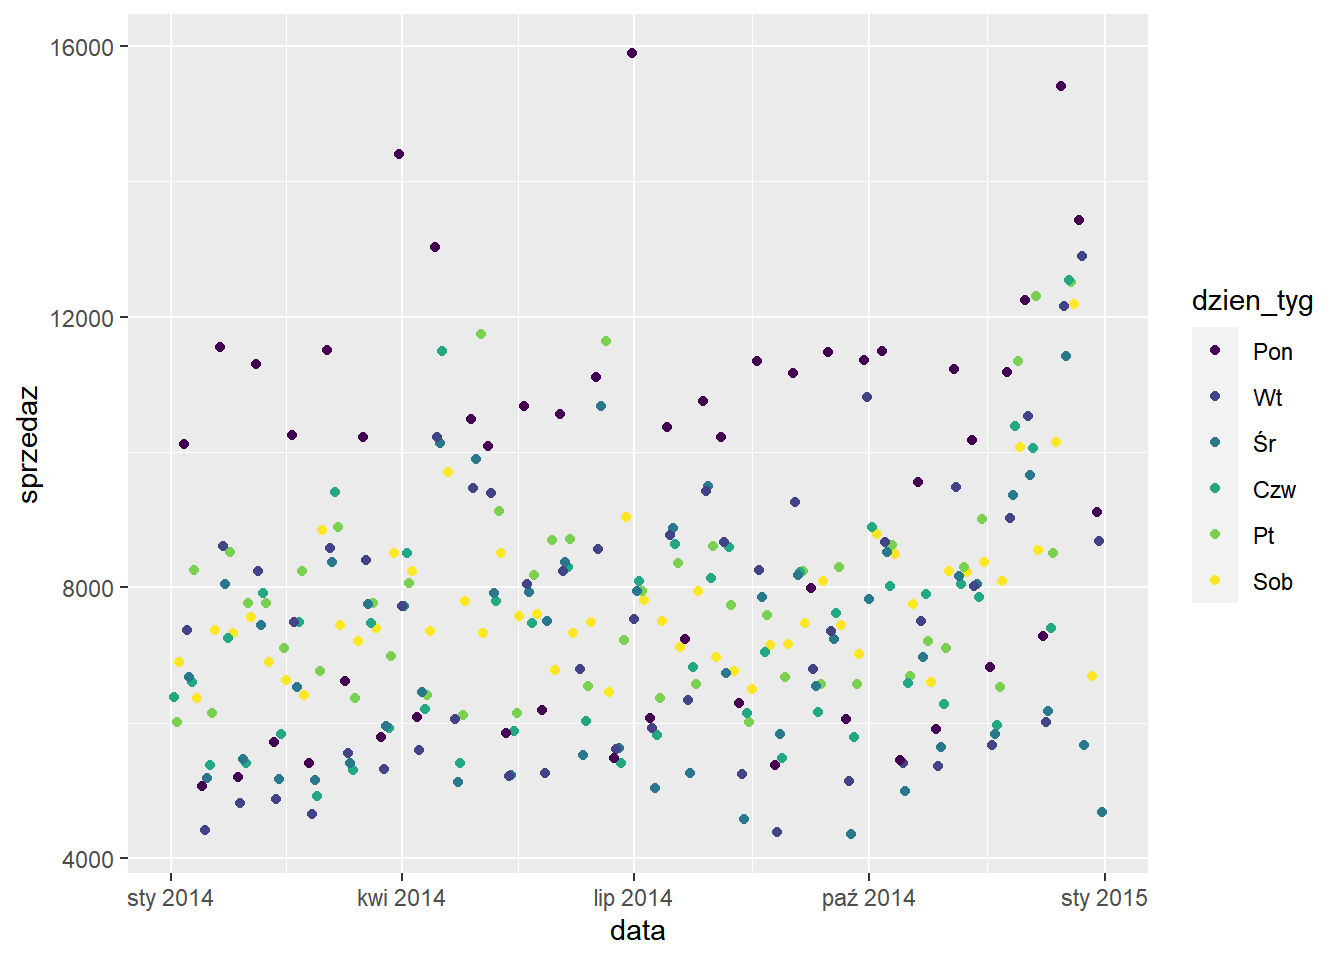 16000
12000
8000
4000
sprzedaz
sty 2014
kwi 2014
lip 2014
paź 2014
sty 2015
data
dzien_tyg
Pon
Wt
Śr
Czw
Pt
Sob